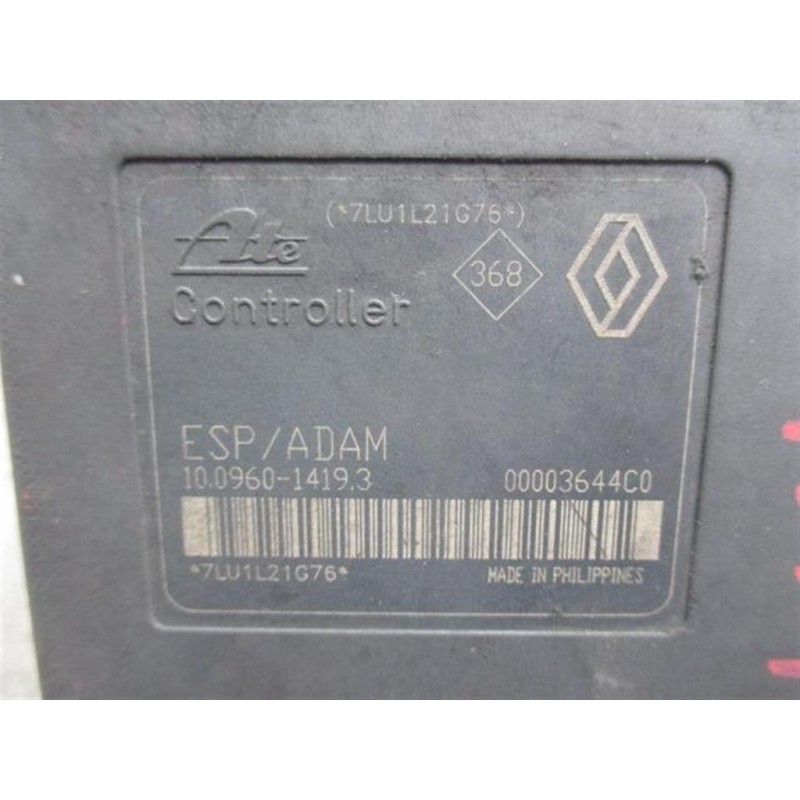 (*7LU1L21G76*)
Ate
368
Controller
ESP/ADAM
10.0960-1419.3 00003644C0
*7LU1L21G76* MADE IN PHILIPPINES